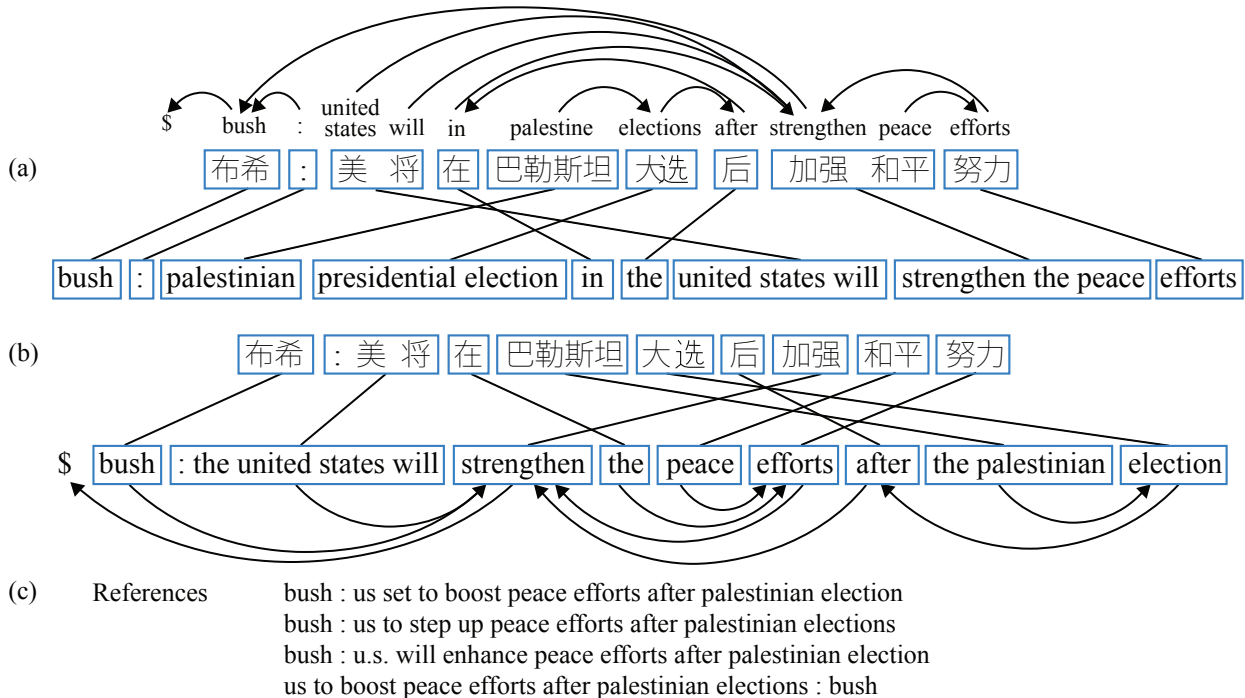 united
$ bush : states will in palestine elections after strengthen peace efforts
(a) 布希 : 美 将 在 巴勒斯坦 大选 后 加强 和平 努力
bush : palestinian presidential election in the united states will strengthen the peace efforts
(b) 布希 : 美 将 在 巴勒斯坦 大选 后 加强 和平 努力
$ bush : the united states will strengthen the peace efforts after the palestinian election
(c) References bush : us set to boost peace efforts after palestinian election
bush : us to step up peace efforts after palestinian elections
bush : u.s. will enhance peace efforts after palestinian election
us to boost peace efforts after palestinian elections : bush